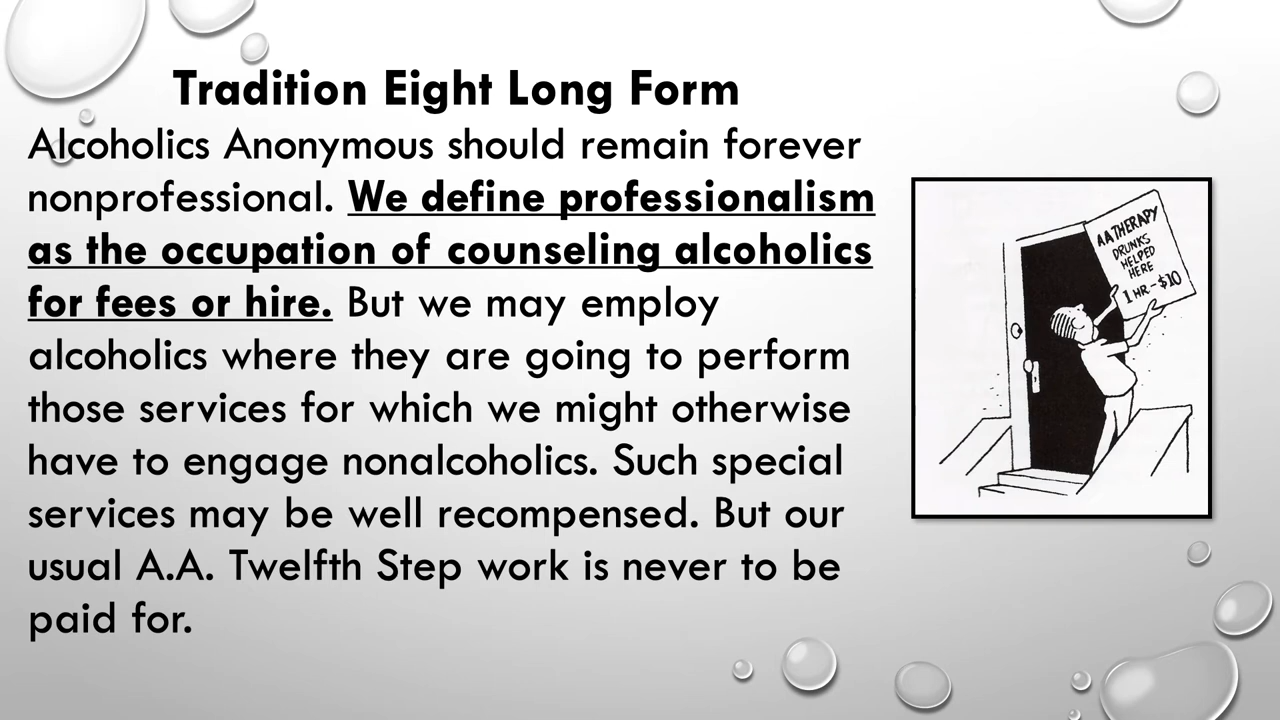 Tradition Eight Long Form
Alcoholics Anonymous should remain forever
nonprofessional. We define professionalism
as the occupation of counseling alcoholics
for fees or hire. But we may employ
alcoholics where they are going to perform
those services for which we might otherwise
have to engage nonalcoholics. Such special
services may be well recompensed. But our
usual A.A. Twelfth Step work is never to be
paid for.
AA THERAPY
DRUNKS
HELPED
HERE
1 HR-$10